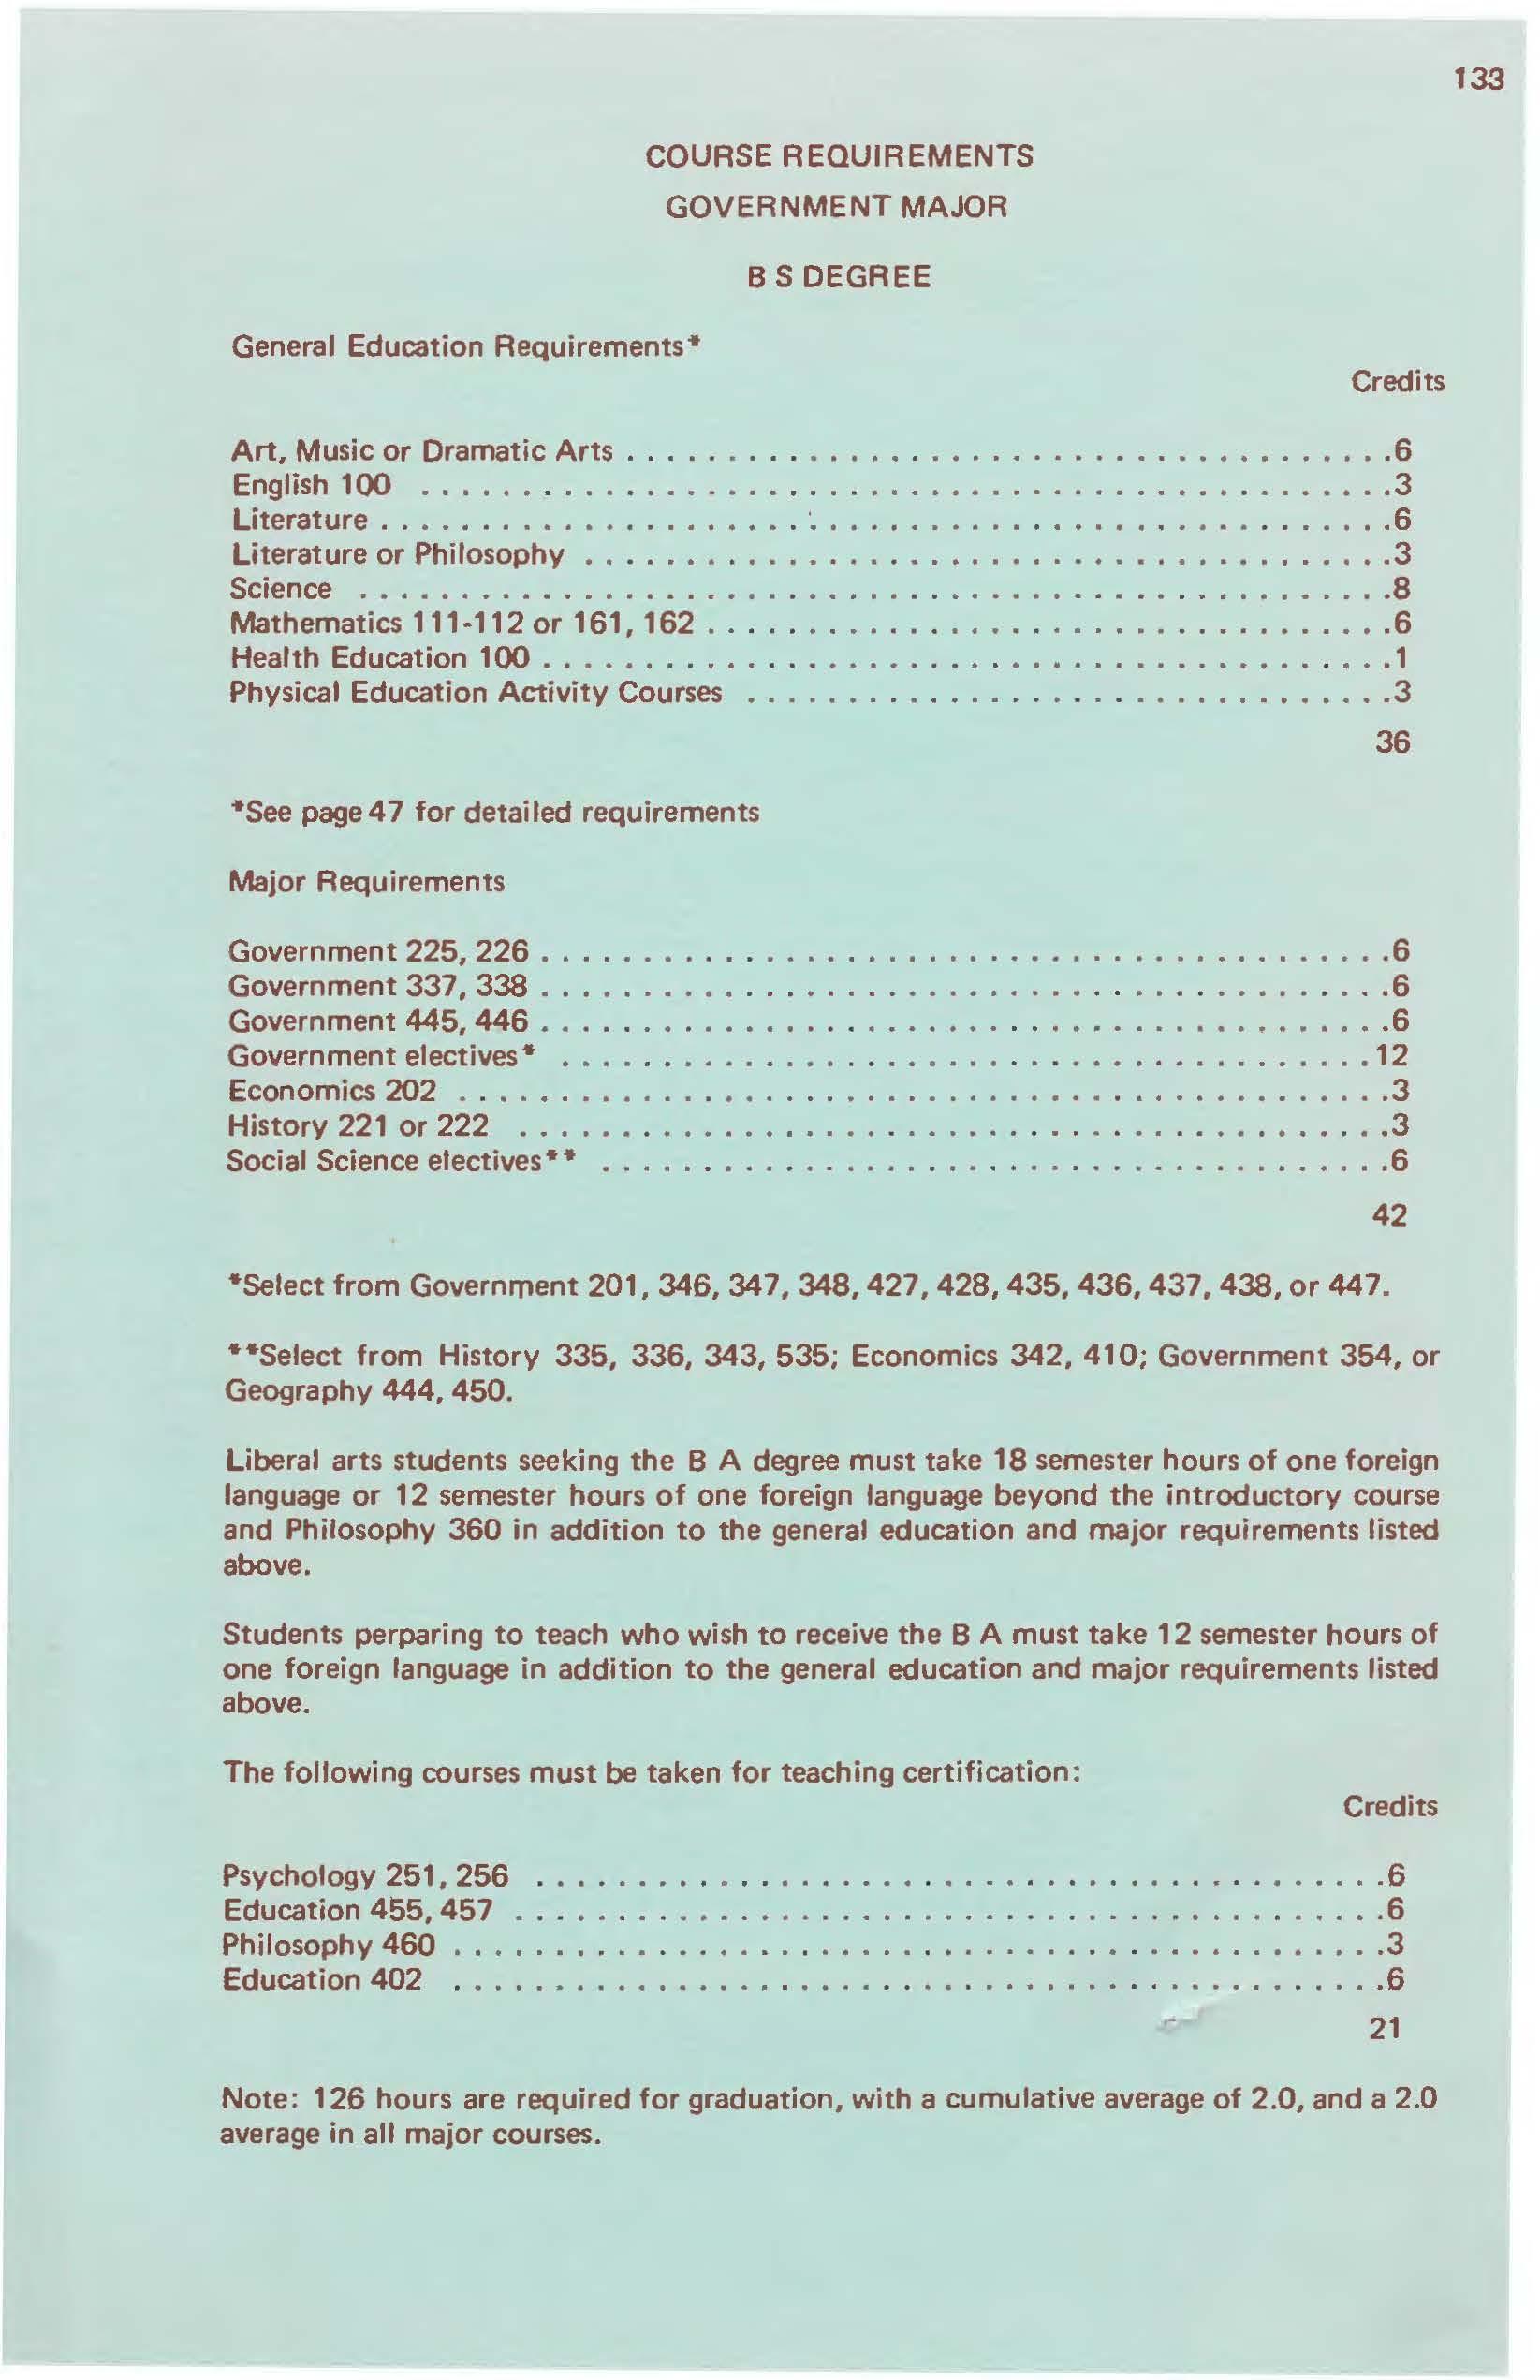 133
COURSE REQUIREMENTS
GOVERNMENT MAJOR
B S DEGREE
General Education Requirements*
Credits
Art, Music or Dramatic Arts . . . . . . . . . . . . . . . . . . . . . . . . . . . . . . . . . . . . . .6
English 100 . . . . . . . . . . . . . . . . . . . . . . . . . . . . . . . . . . . . . . . . . . . . . . . .3
Literature . . . . . . . . . . . . . . . . . . . . . . . . . . . . . . . . . . . . . . . . . . . . . . . . . .6
Literature or Philosophy . . . . . . . . . . . . . . . . . . . . . . . . . . . . . . . . . . . . . . . .3
Science . . . . . . . . . . . . . . . . . . . . . . . . . . . . . . . . . . . . . . . . . . . . . . . . . . .8
Mathematics 111-112 or 161, 162 . . . . . . . . . . . . . . . . . . . . . . . . . . . . . . . . . .6
Health Education 100 . . . . . . . . . . . . . . . . . . . . . . . . . . . . . . . . . . . . . . . . . .1
Physical Education Activity Courses . . . . . . . . . . . . . . . . . . . . . . . . . . . . . . . .3
36
*See page 47 for detailed requirements
Major Requirements
Government 225, 226 . . . . . . . . . . . . . . . . . . . . . . . . . . . . . . . . . . . . . . . . . .6
Government 337, 338 . . . . . . . . . . . . . . . . . . . . . . . . . . . . . . . . . . . . . . . . . .6
Government 445, 446 . . . . . . . . . . . . . . . . . . . . . . . . . . . . . . . . . . . . . . . . . .6
Government electives* . . . . . . . . . . . . . . . . . . . . . . . . . . . . . . . . . . . . . . . . 12
Economics 202 . . . . . . . . . . . . . . . . . . . . . . . . . . . . . . . . . . . . . . . . . . . . . .3
History 221 or 222 . . . . . . . . . . . . . . . . . . . . . . . . . . . . . . . . . . . . . . . . . . .3
Social Science electives** . . . . . . . . . . . . . . . . . . . . . . . . . . . . . . . . . . . . . . .6
42
*Select from Government 201, 346, 347, 348, 427, 428, 435, 436, 437, 438, or 447.
**Select from History 335, 336, 343, 535; Economics 342, 410; Government 354, or
Geography 444, 450.
Liberal arts students seeking the B A degree must take 18 semester hours of one foreign
language or 12 semester hours of one foreign language beyond the introductory course
and Philosophy 360 in addition to the general education and major requirements listed
above.
Students perparing to teach who wish to receive the B A must take 12 semester hours of
one foreign language in addition to the general education and major requirements listed
above.
The following courses must be taken for teaching certification:
Credits
Psychology 251, 256 . . . . . . . . . . . . . . . . . . . . . . . . . . . . . . . . . . . . . . . . . .6
Education 455, 457 . . . . . . . . . . . . . . . . . . . . . . . . . . . . . . . . . . . . . . . . . . .6
Philosophy 460 . . . . . . . . . . . . . . . . . . . . . . . . . . . . . . . . . . . . . . . . . . . . . .3
Education 402 . . . . . . . . . . . . . . . . . . . . . . . . . . . . . . . . . . . . . . . . . . . . . .6
21
Note: 126 hours are required for graduation, with a cumulative average of 2.0, and a 2.0
average in all major courses.